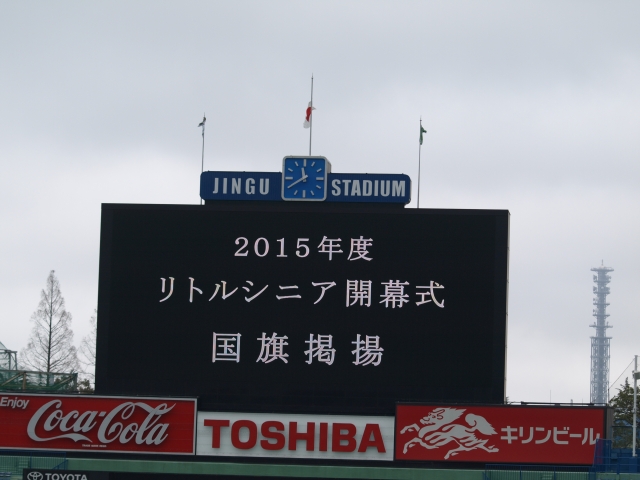 JINGU STADIUM
2015年度
リトルシニア開幕式
国旗掲揚
Enjoy
Coca-Cola
TOSHIBA
キリンビール
TOYOTA